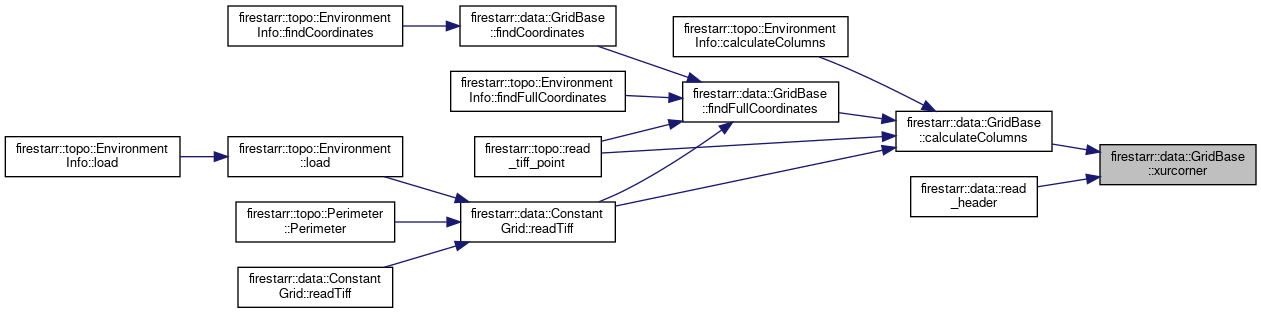 firestarr::topo::Environment
Info::findCoordinates
firestarr::data::GridBase
::findCoordinates
firestarr::topo::Environment
Info::calculateColumns
firestarr::topo::Environment
Info::findFullCoordinates
firestarr::data::GridBase
::findFullCoordinates
firestarr::data::GridBase
::calculateColumns
firestarr::topo::Environment
Info::load
firestarr::topo::Environment
::load
firestarr::topo::read
_tiff_point
firestarr::data::GridBase
::xurcorner
firestarr::data::read
_header
firestarr::topo::Perimeter
::Perimeter
firestarr::data::Constant
Grid::readTiff
firestarr::data::Constant
Grid::readTiff